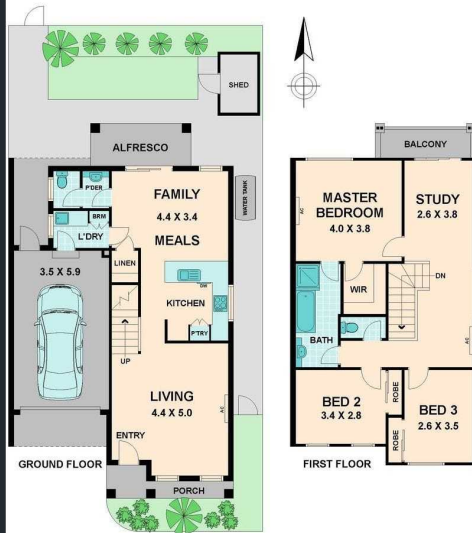 SHED
ALFRESCO
P'DER
BRM
L'DRY
LINEN
FAMILY
4.4 X 3.4
MEALS
WATER TANK
3.5 X 5.9
DW
KITCHEN
P'TRY
UP
LIVING
4.4 X 5.0
AC
ENTRY
PORCH
GROUND FLOOR
BALCONY
MASTER
BEDROOM
4.0 X 3.8
AC
STUDY
2.6 X 3.8
DN
WIR
BATH
AC
BED 2
3.4 X 2.8
ROBE
ROBE
BED 3
2.6 X 3.5
FIRST FLOOR